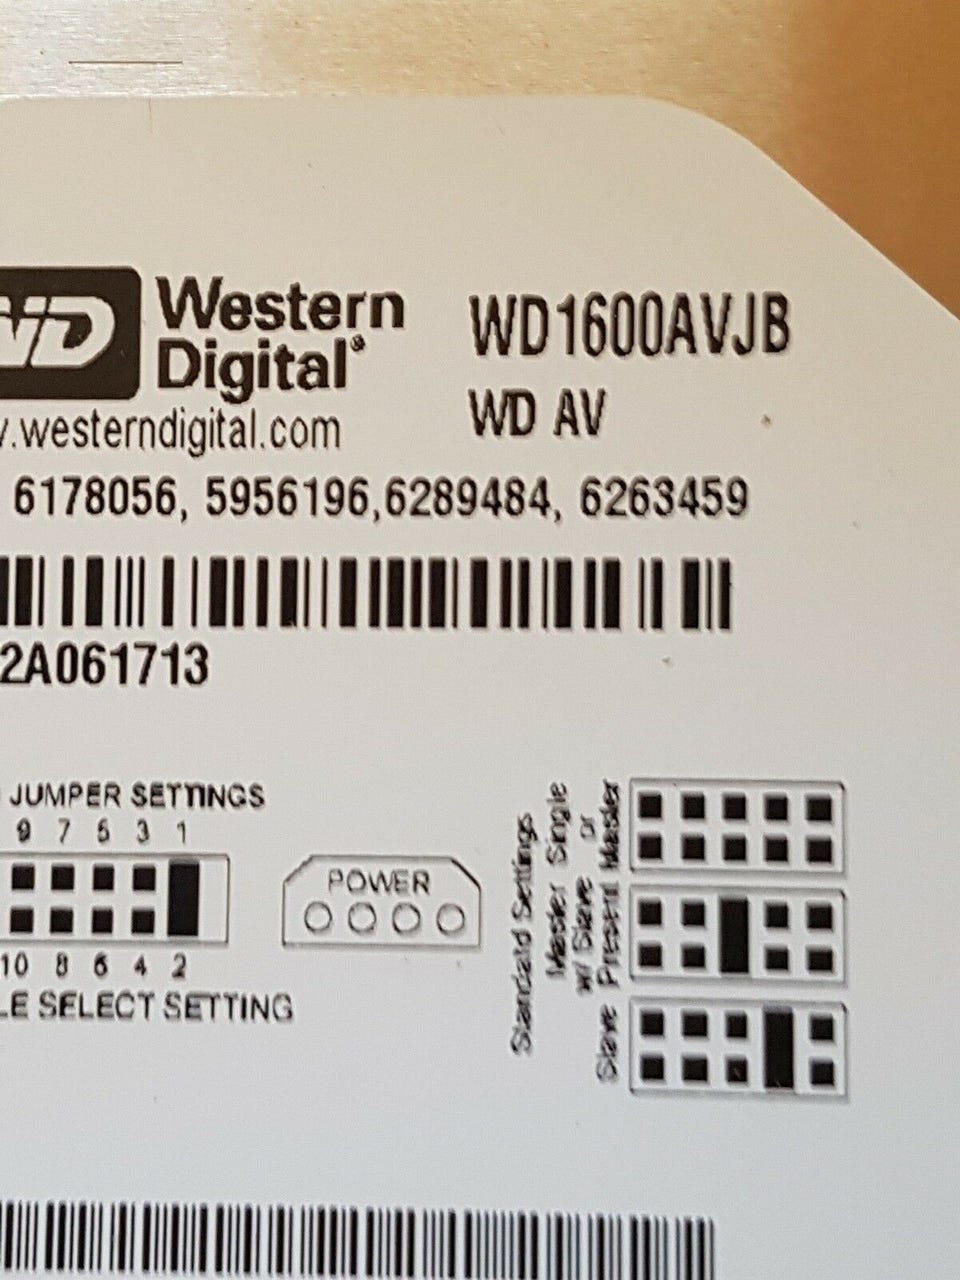 WD
Western
Digital®
WD1600AVJB
WD AV
.westerndigital.com
6178056, 5956196,6289484, 6263459
2A061713
JUMPER SETTINGS
9 7 5 3 1
10 8 6 4 2
LE SELECT SETTING
POWER
Standard Settings
Master Single
or
w/ Slave
Present Master
Slave